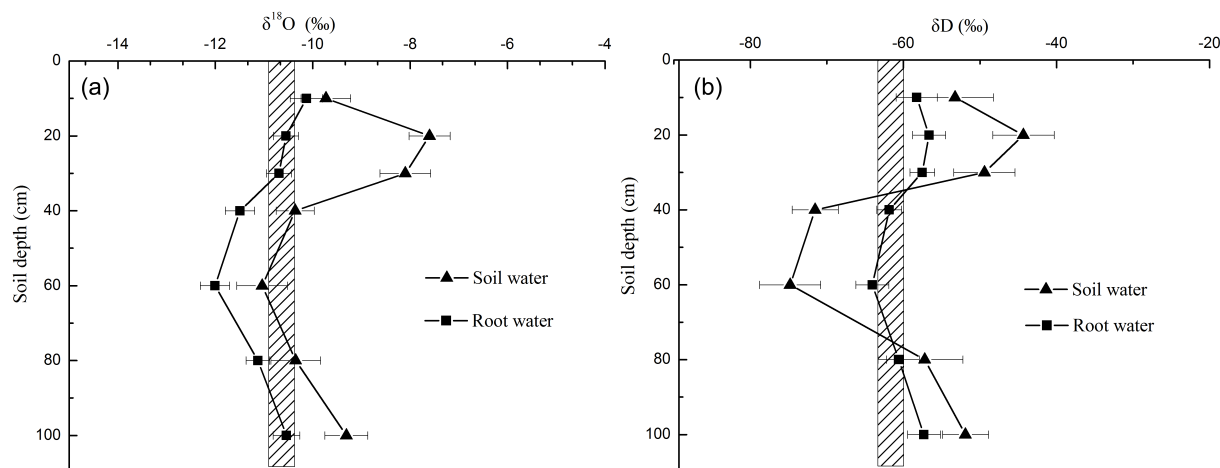 δ¹⁸O (‰)
-14 -12 -10 -8 -6 -4
(a)
0
20
40
60
80
100
Soil depth (cm)
Soil water
Root water
δD (‰)
-80 -60 -40 -20
(b)
0
20
40
60
80
100
Soil depth (cm)
Soil water
Root water